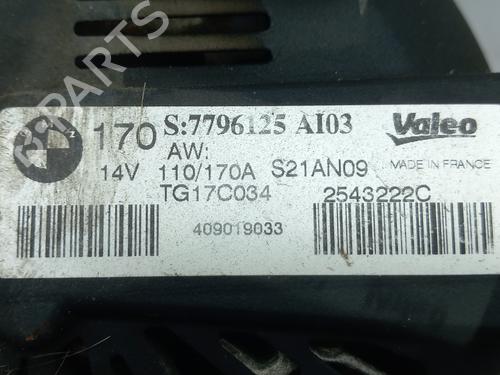 170 S:7796125 AI03 Valeo
AW:
14V 110/170A S21AN09 MADE IN FRANCE
TG17C034 2543222C
409019033
B-PARTS